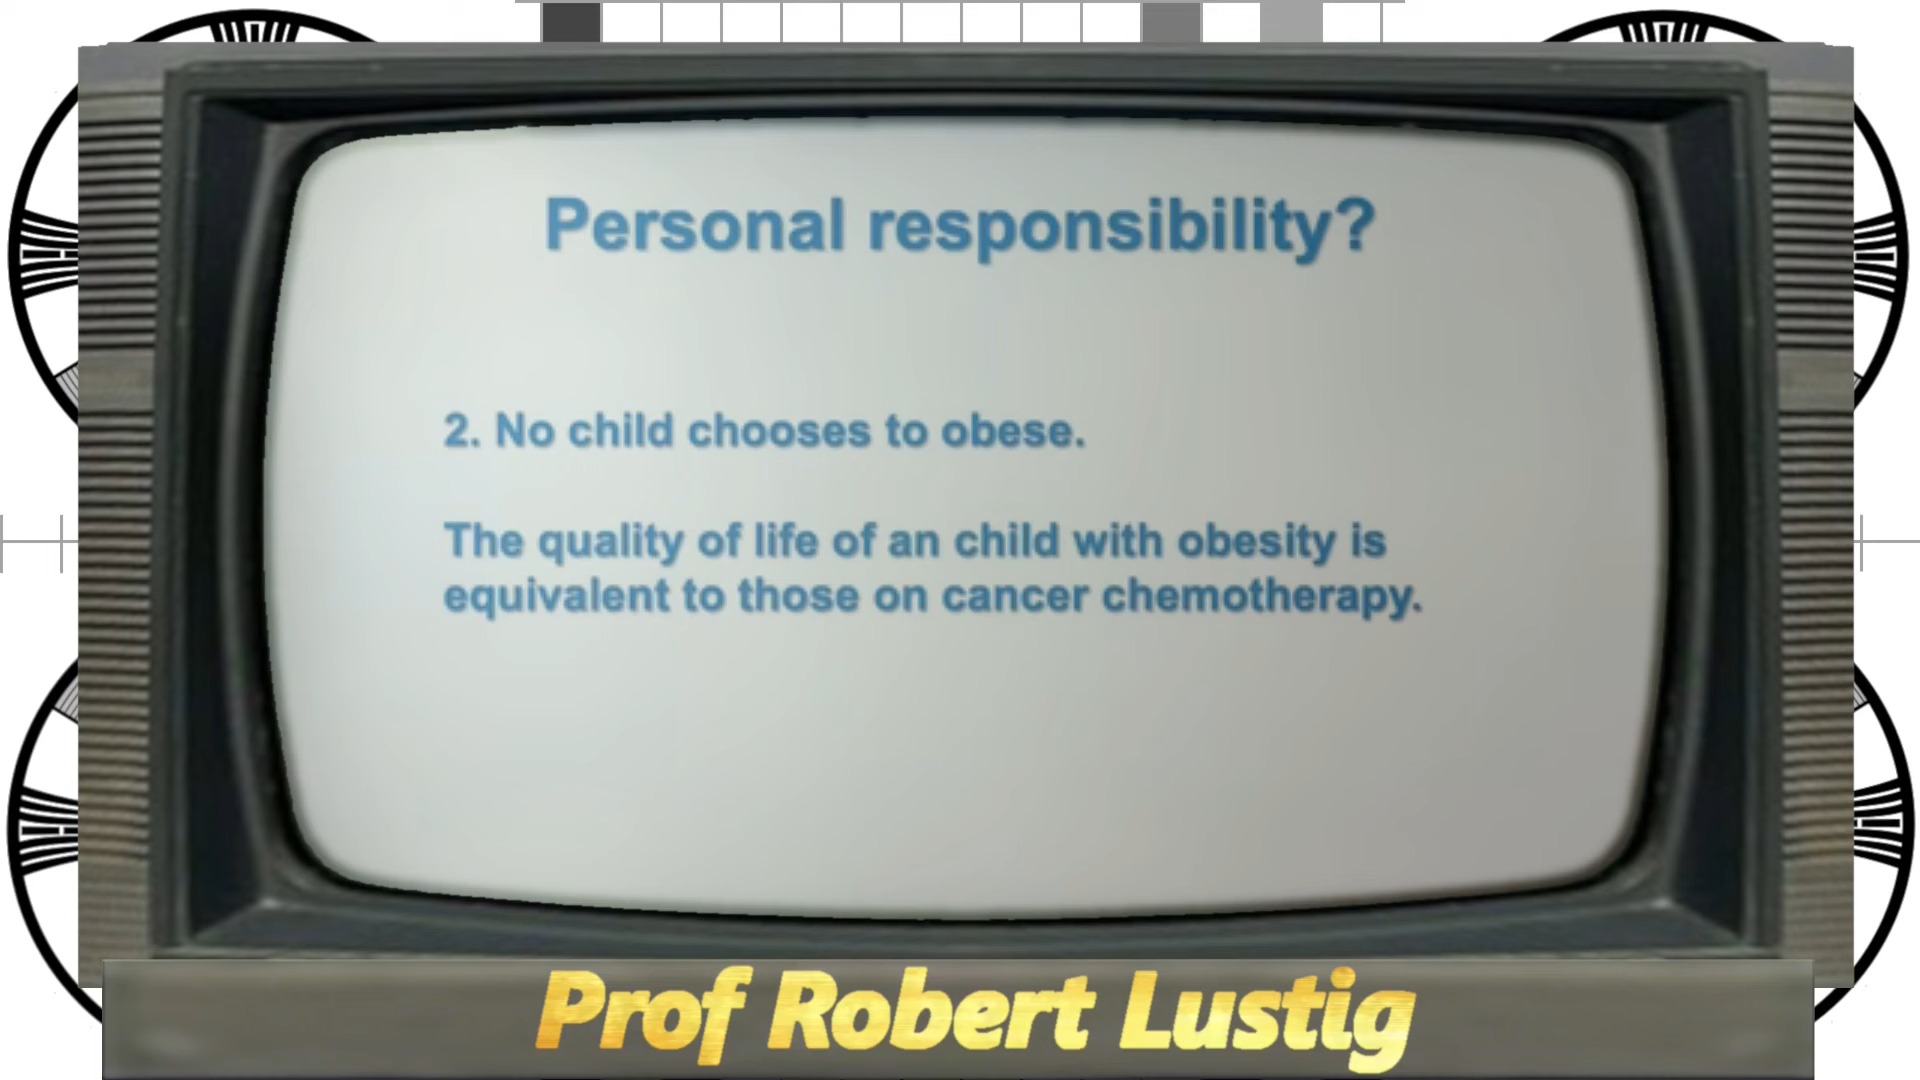 Personal responsibility?
2. No child chooses to obese.
The quality of life of an child with obesity is
equivalent to those on cancer chemotherapy.
Prof Robert Lustig